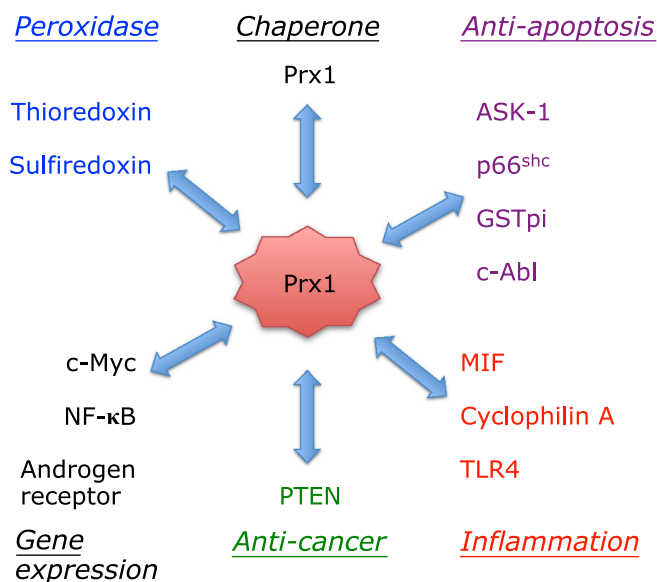 Peroxidase
Thioredoxin
Sulfiredoxin
Chaperone
Prx1
Anti-apoptosis
ASK-1
p66shc
GSTpi
c-Abl
Prx1
c-Myc
NF-κB
Androgen
receptor
Gene
expression
PTEN
Anti-cancer
MIF
Cyclophilin A
TLR4
Inflammation